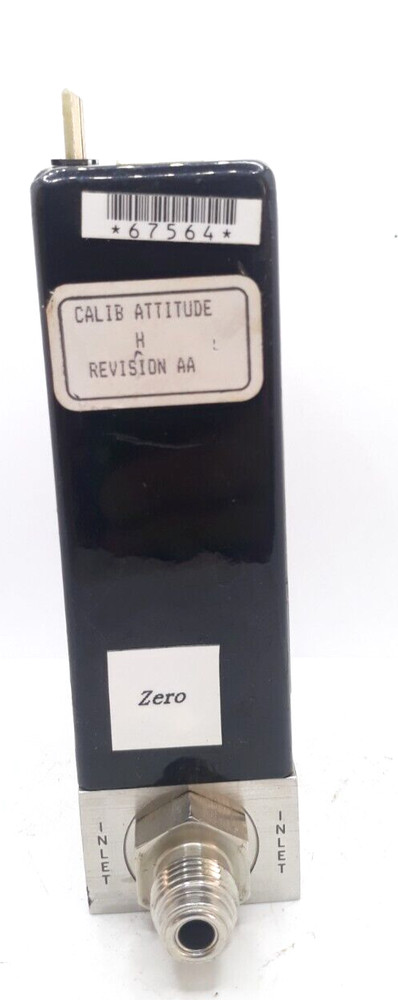 *67564*
CALIB ATTITUDE
H
^
REVISION AA
Zero
INLET
INLET